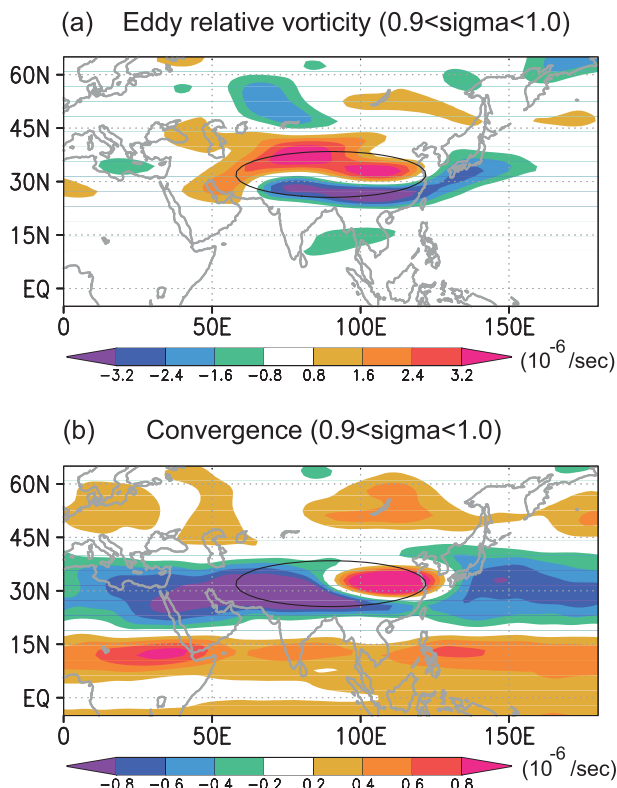 (a) Eddy relative vorticity (0.9<sigma<1.0)
60N
45N
30N
15N
EQ
0 50E 100E 150E
−3.2 −2.4 −1.6 −0.8 0.8 1.6 2.4 3.2 (10-6/sec)
(b) Convergence (0.9<sigma<1.0)
60N
45N
30N
15N
EQ
0 50E 100E 150E
−0.8 −0.6 −0.4 −0.2 0.2 0.4 0.6 0.8 (10-6/sec)